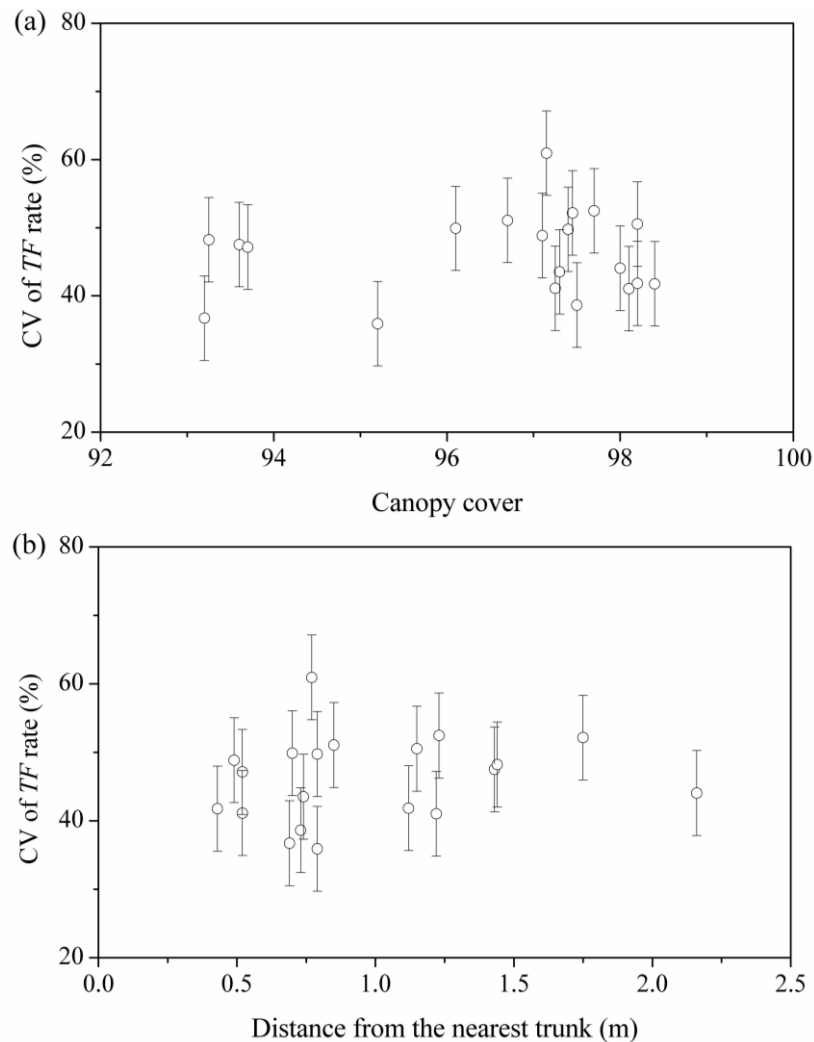 (a)
80
60
40
20
CV of TF rate (%)
92 94 96 98 100
Canopy cover
(b)
80
60
40
20
CV of TF rate (%)
0.0 0.5 1.0 1.5 2.0 2.5
Distance from the nearest trunk (m)